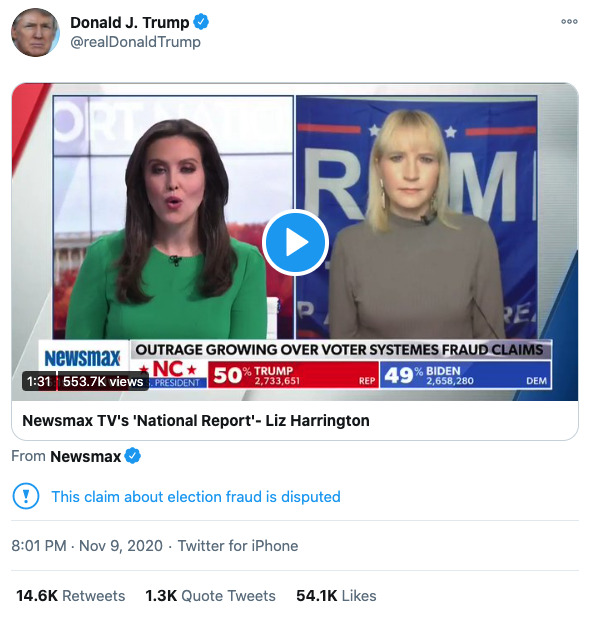 Donald J. Trump
@realDonaldTrump
ORT NAT
RUM
P
RE
Newsmax
OUTRAGE GROWING OVER VOTER SYSTEMES FRAUD CLAIMS
NC
PRESIDENT
50% TRUMP
2,733,651
REP
49% BIDEN
2,658,280
DEM
1:31 553.7K views
Newsmax TV's 'National Report'- Liz Harrington
From Newsmax
This claim about election fraud is disputed
8:01 PM · Nov 9, 2020 · Twitter for iPhone
14.6K Retweets 1.3K Quote Tweets 54.1K Likes